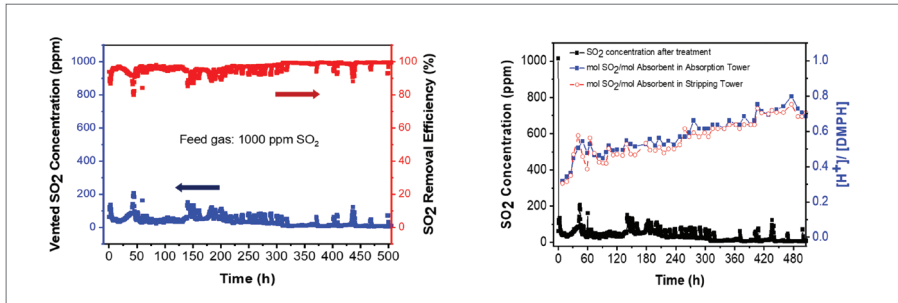 Vented SO2 Concentration (ppm)
1000
800
600
400
200
0
Feed gas: 1000 ppm SO₂
100
80
60
40
20
0
SO2 Removal Efficiency (%)
0 50 100 150 200 250 300 350 400 450 500
Time (h)
SO2 Concentration (ppm)
1000
800
600
400
200
0
SO2 concentration after treatment
mol SO2/mol Absorbent in Absorption Tower
mol SO2/mol Absorbent in Stripping Tower
1.0
0.8
0.6
0.4
0.2
0.0
[H⁺]/ [DMPH]
0 60 120 180 240 300 360 420 480
Time (h)